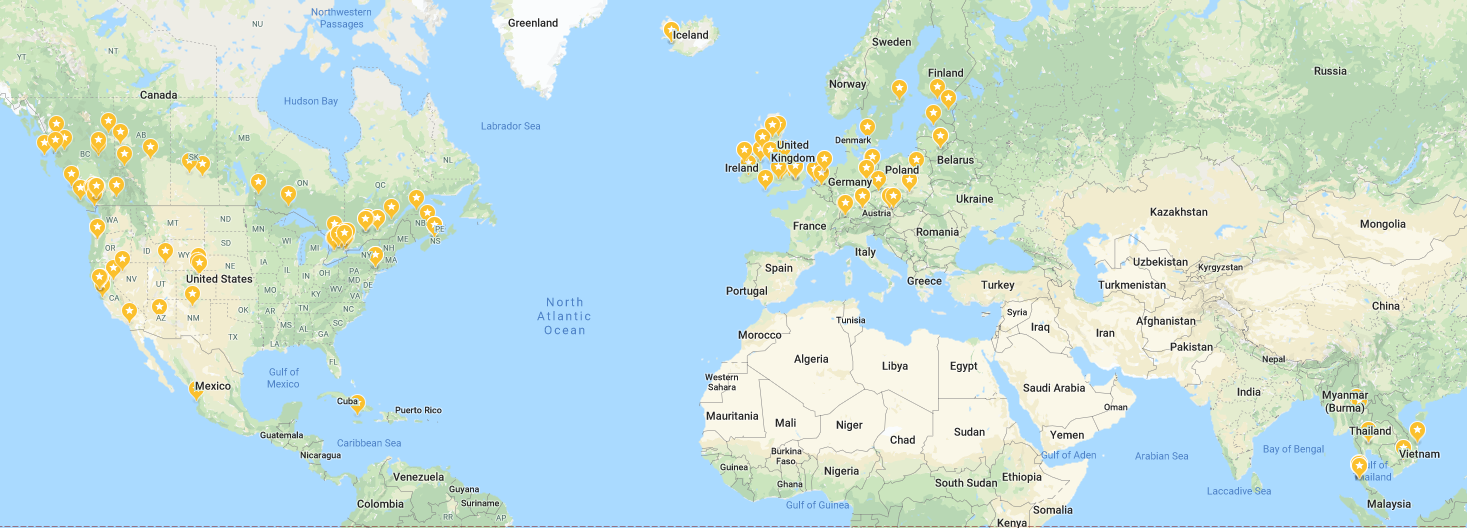 Northwestern
Passages
Greenland
Iceland
NU
YT
NT
Sweden
Finland
Russia
Norway
Canada
Hudson Bay
Labrador Sea
AB
MB
BC
SK
NL
ON
QC
Denmark
United
Kingdom
Ireland
Belarus
Poland
Germany
Ukraine
Kazakhstan
Mongolia
NB
PE
NS
WA
MT
ND
MN
ME
OR
ID
SD
WI
MI
NY
NH
MA
WY
NE
IA
IL
IN
OH
PA
MD
DE
NV
UT
United States
KS
MO
KY
WV
VA
CA
AZ
NM
OK
AR
TN
NC
SC
MS
AL
GA
LA
FL
France
Austria
Romania
Italy
Spain
Portugal
Greece
Turkey
Uzbekistan
Kyrgyzstan
Turkmenistan
China
North
Atlantic
Ocean
Tunisia
Syria
Iraq
Iran
Afghanistan
Pakistan
Morocco
Algeria
Libya
Egypt
Nepal
Western
Sahara
Saudi Arabia
India
Oman
Myanmar
(Burma)
Gulf of
Mexico
Mexico
Cuba
Puerto Rico
Mauritania
Mali
Niger
Chad
Sudan
Yemen
Thailand
Guatemala
Caribbean Sea
Nicaragua
Burkina
Faso
Gulf of Aden
Arabian Sea
Bay of Bengal
Vietnam
Gulf of
Thailand
Guinea
Nigeria
Ghana
South Sudan
Ethiopia
Venezuela
Guyana
Suriname
Colombia
RR
AP
Gulf of Guinea
Somalia
Kenya
Laccadive Sea
Malaysia